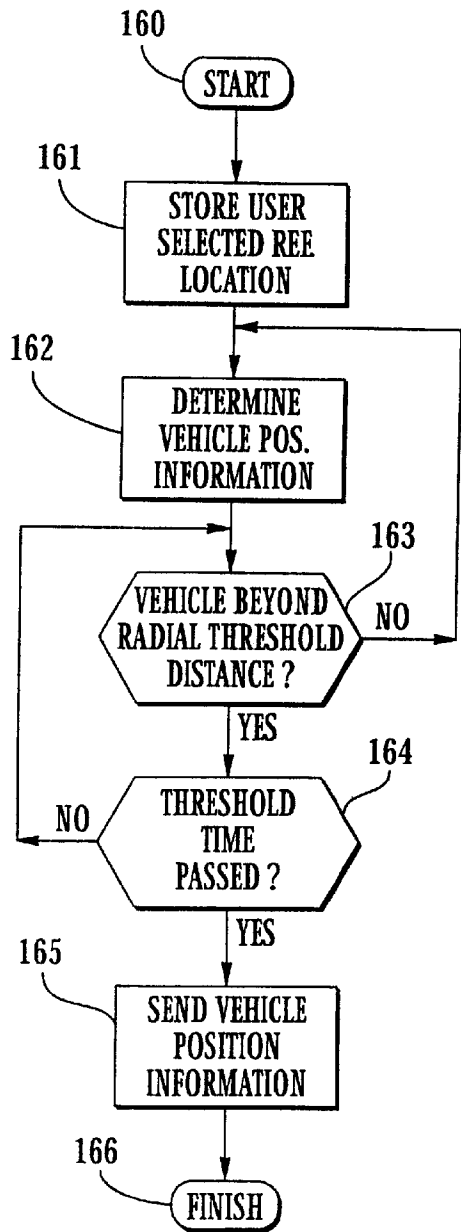 160
START
161
STORE USER
SELECTED REF.
LOCATION
162
DETERMINE
VEHICLE POS.
INFORMATION
163
VEHICLE BEYOND
RADIAL THRESHOLD
DISTANCE ?
NO
YES
164
THRESHOLD
TIME
PASSED ?
NO
YES
165
SEND VEHICLE
POSITION
INFORMATION
166
FINISH